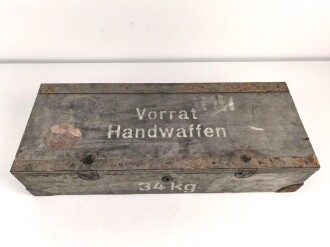 Vorrat
Handwaffen
34 kg.